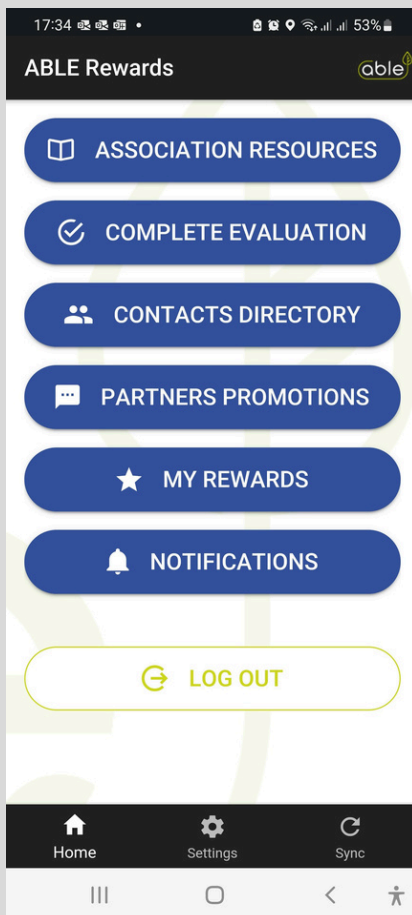 17:34
53%
ABLE Rewards
able
ASSOCIATION RESOURCES
COMPLETE EVALUATION
CONTACTS DIRECTORY
PARTNERS PROMOTIONS
MY REWARDS
NOTIFICATIONS
LOG OUT
Home
Settings
Sync